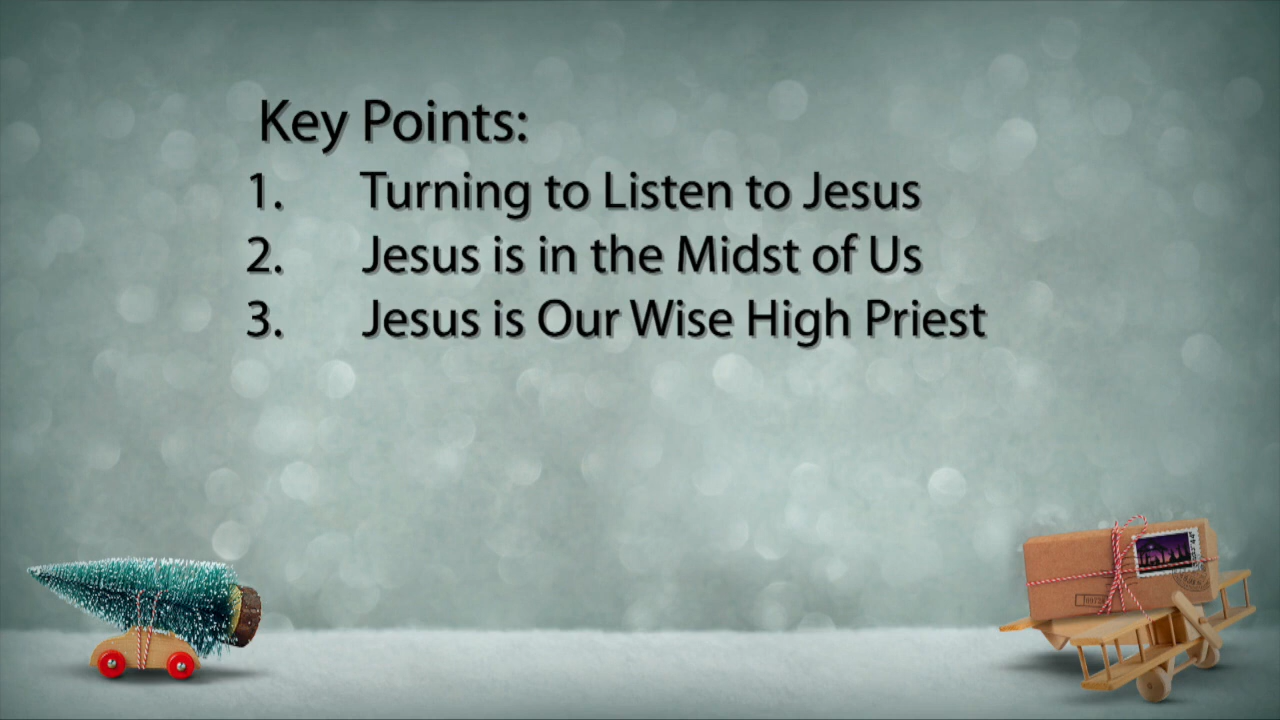 Key Points:
1. Turning to Listen to Jesus
2. Jesus is in the Midst of Us
3. Jesus is Our Wise High Priest